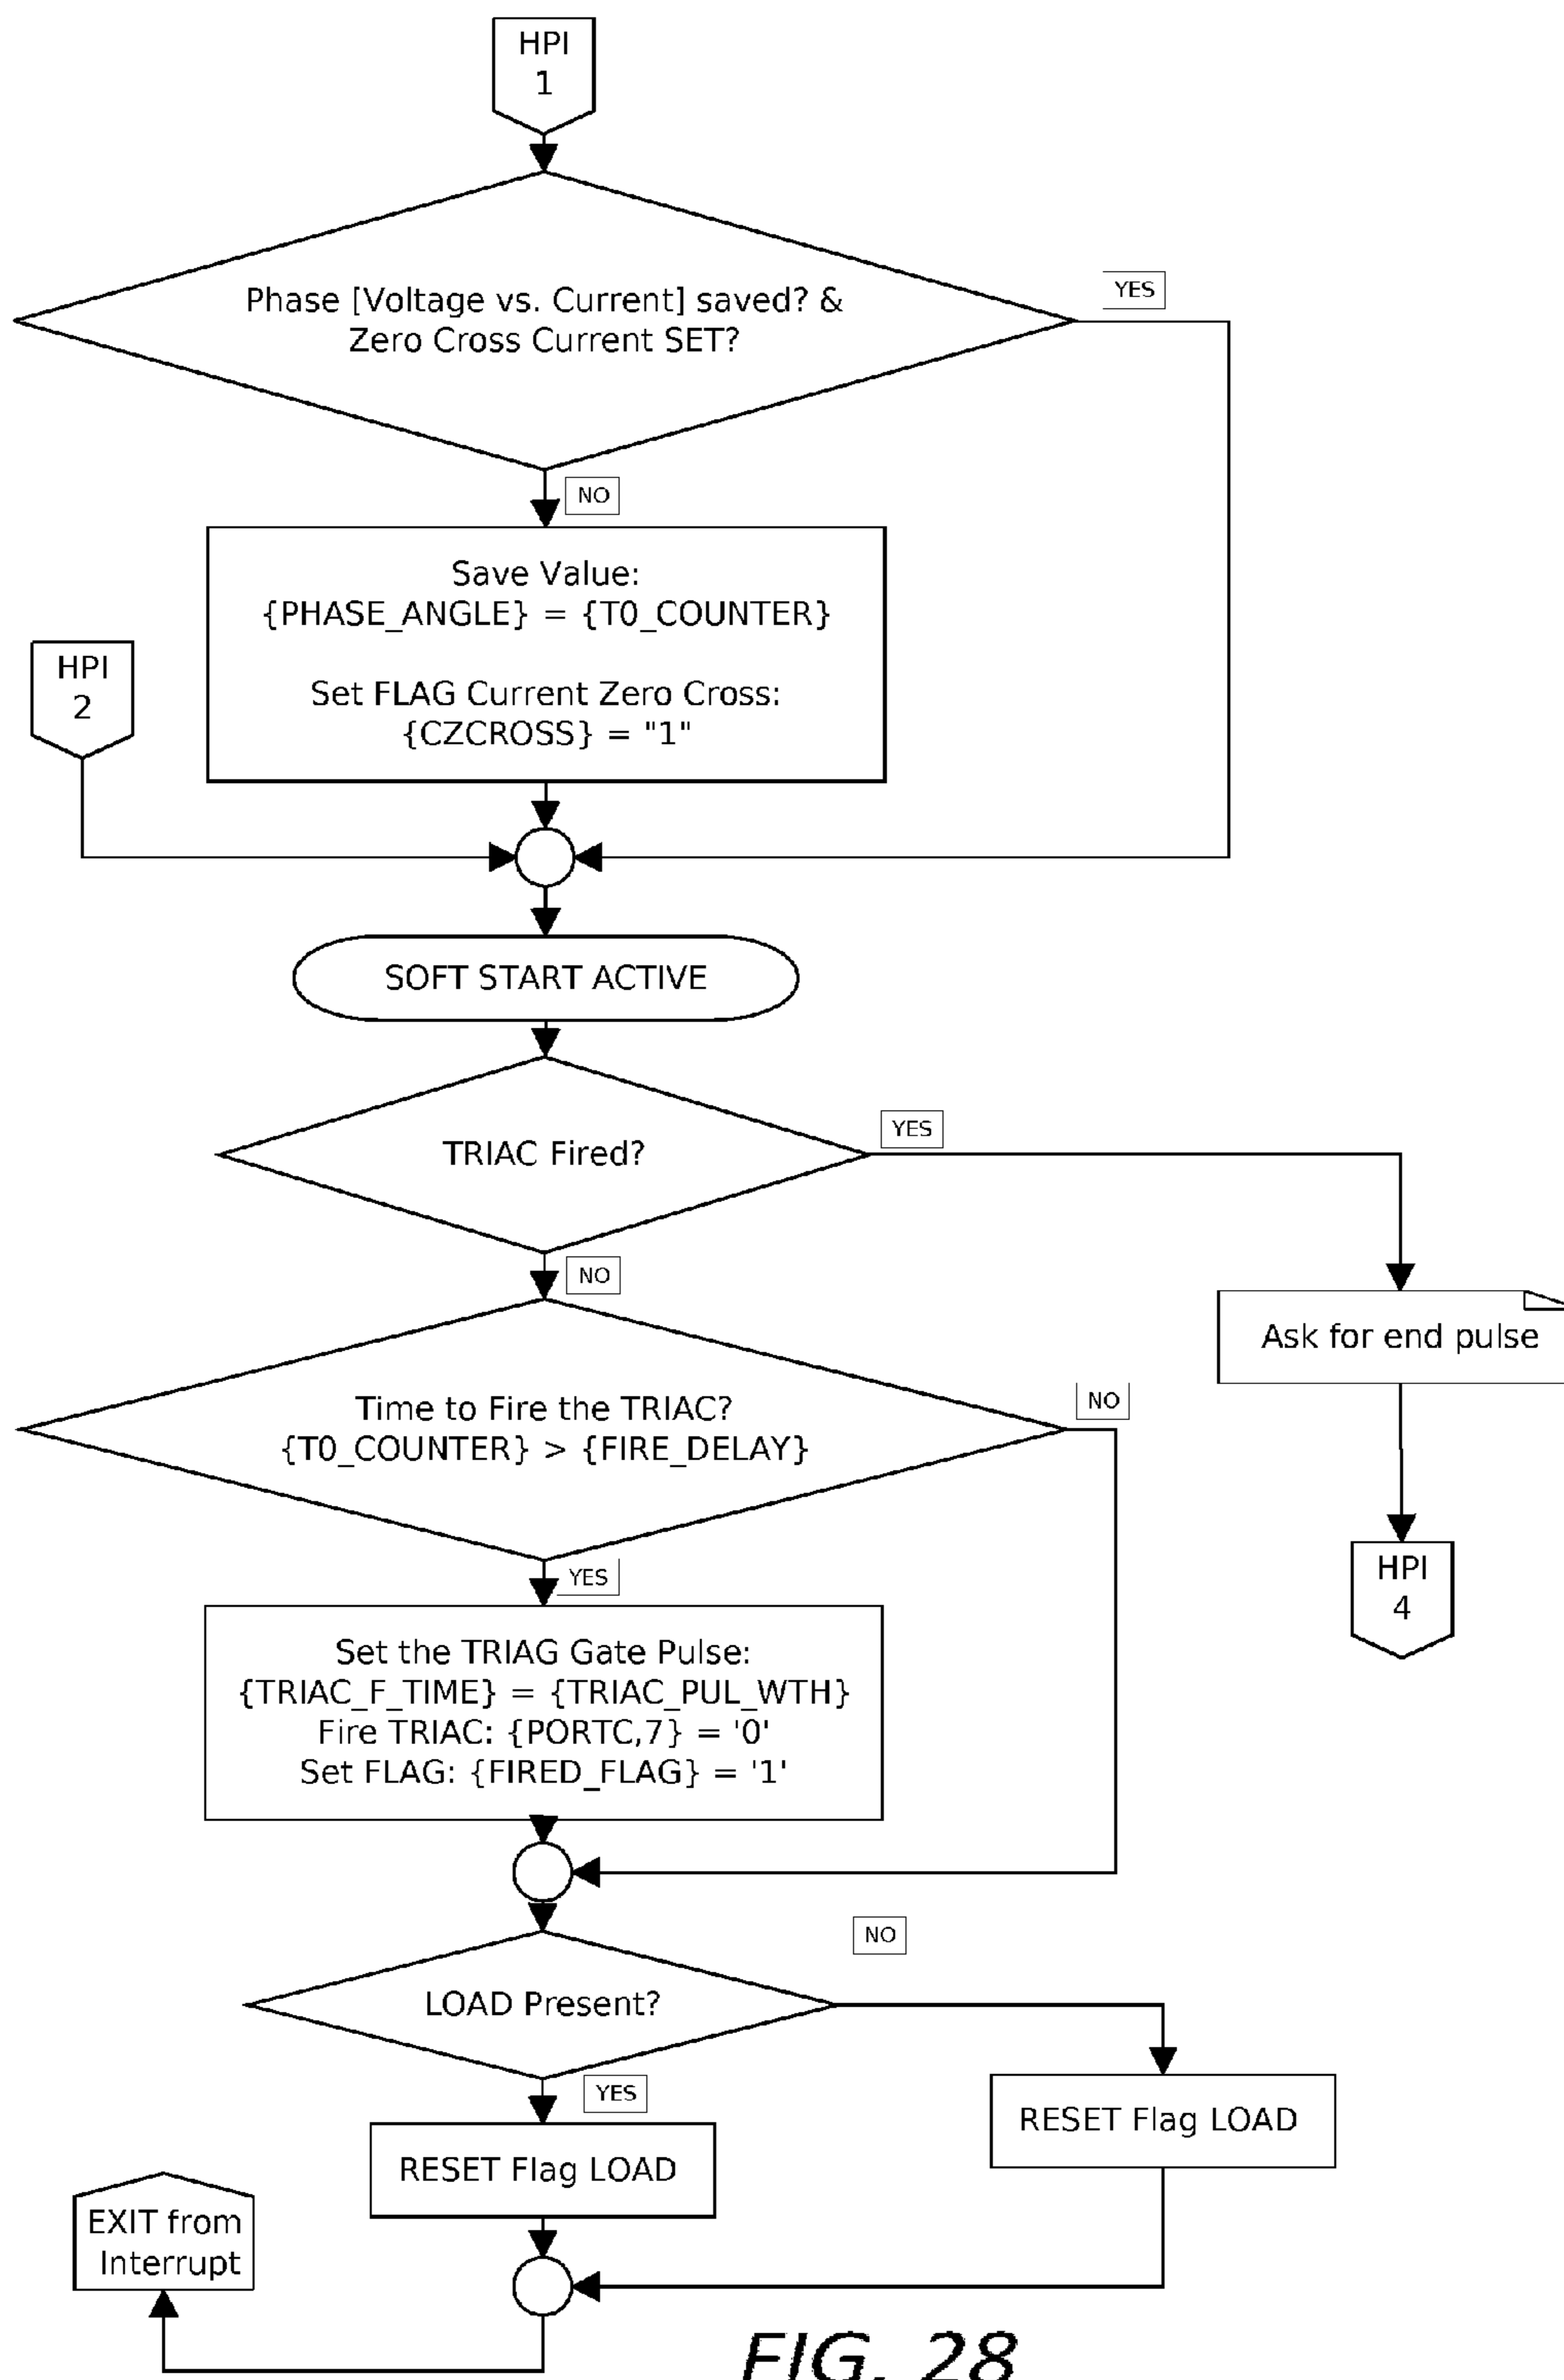 HPI
1
Phase [Voltage vs. Current] saved? &
Zero Cross Current SET?
YES
NO
Save Value:
{PHASE_ANGLE} = {T0_COUNTER}
Set FLAG Current Zero Cross:
{CZCROSS} = "1"
HPI
2
SOFT START ACTIVE
TRIAC Fired?
YES
NO
Ask for end pulse
HPI
4
Time to Fire the TRIAC?
{T0_COUNTER} > {FIRE_DELAY}
NO
YES
Set the TRIAG Gate Pulse:
{TRIAC_F_TIME} = {TRIAC_PUL_WTH}
Fire TRIAC: {PORTC,7} = '0'
Set FLAG: {FIRED_FLAG} = '1'
LOAD Present?
NO
YES
RESET Flag LOAD
RESET Flag LOAD
EXIT from
Interrupt
FIG. 28